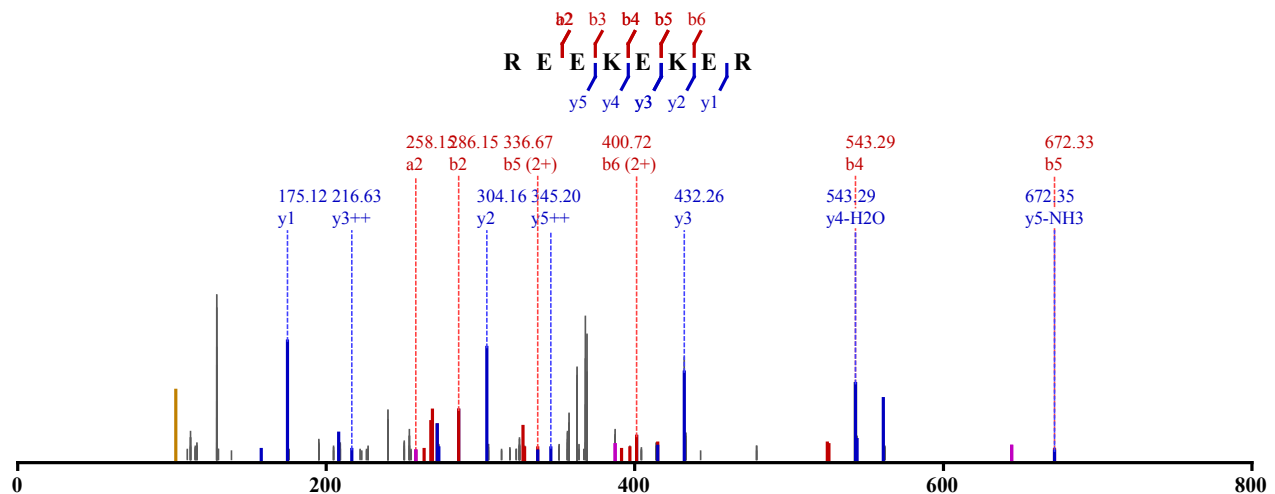 a2 b2 b3 b4 b5 b6
R E E K E K E R
y5 y4 y3 y2 y1
258.15 286.15 336.67 400.72 543.29 672.33
a2 b2 b5 (2+) b6 (2+) b4 b5
175.12 216.63 304.16 345.20 432.26 543.29 672.35
y1 y3++ y2 y5++ y3 y4-H2O y5-NH3
0 200 400 600 800